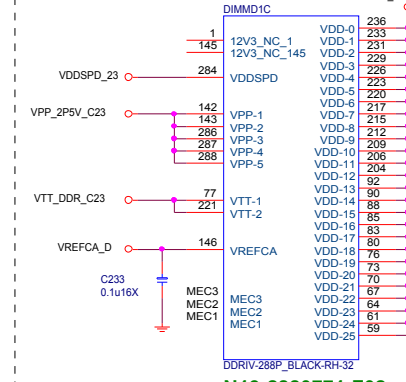 DIMMD1C
1 12V3_NC_1
145 12V3_NC_145
VDDSPD_23 284 VDDSPD
VPP_2P5V_C23 142 VPP-1
143 VPP-2
286 VPP-3
287 VPP-4
288 VPP-5
VTT_DDR_C23 77 VTT-1
221 VTT-2
VREFCA_D 146 VREFCA
C233
0.1u16X
MEC3 MEC3
MEC2 MEC2
MEC1 MEC1
VDD-0 236
VDD-1 233
VDD-2 231
VDD-3 229
VDD-4 226
VDD-5 223
VDD-6 220
VDD-7 217
VDD-8 215
VDD-9 212
VDD-10 209
VDD-11 206
VDD-12 204
VDD-13 92
VDD-14 90
VDD-15 88
VDD-16 85
VDD-17 83
VDD-18 80
VDD-19 76
VDD-20 73
VDD-21 70
VDD-22 67
VDD-23 64
VDD-24 61
VDD-25 59
DDRIV-288P_BLACK-RH-32